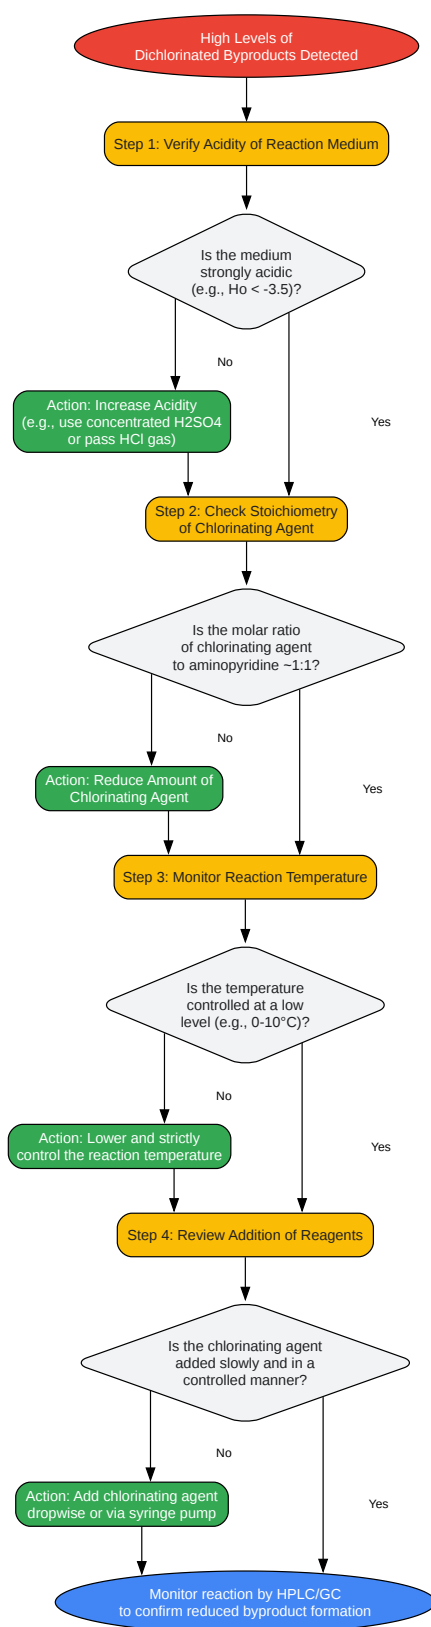 High Levels of
Dichlorinated Byproducts Detected
Step 1: Verify Acidity of Reaction Medium
Is the medium
strongly acidic
(e.g., Ho < -3.5)?
No
Action: Increase Acidity
(e.g., use concentrated H2SO4
or pass HCl gas)
Yes
Step 2: Check Stoichiometry
of Chlorinating Agent
Is the molar ratio
of chlorinating agent
to aminopyridine ~1:1?
No
Action: Reduce Amount of
Chlorinating Agent
Yes
Step 3: Monitor Reaction Temperature
Is the temperature
controlled at a low
level (e.g., 0-10°C)?
No
Action: Lower and strictly
control the reaction temperature
Yes
Step 4: Review Addition of Reagents
Is the chlorinating agent
added slowly and in a
controlled manner?
No
Action: Add chlorinating agent
dropwise or via syringe pump
Yes
Monitor reaction by HPLC/GC
to confirm reduced byproduct formation